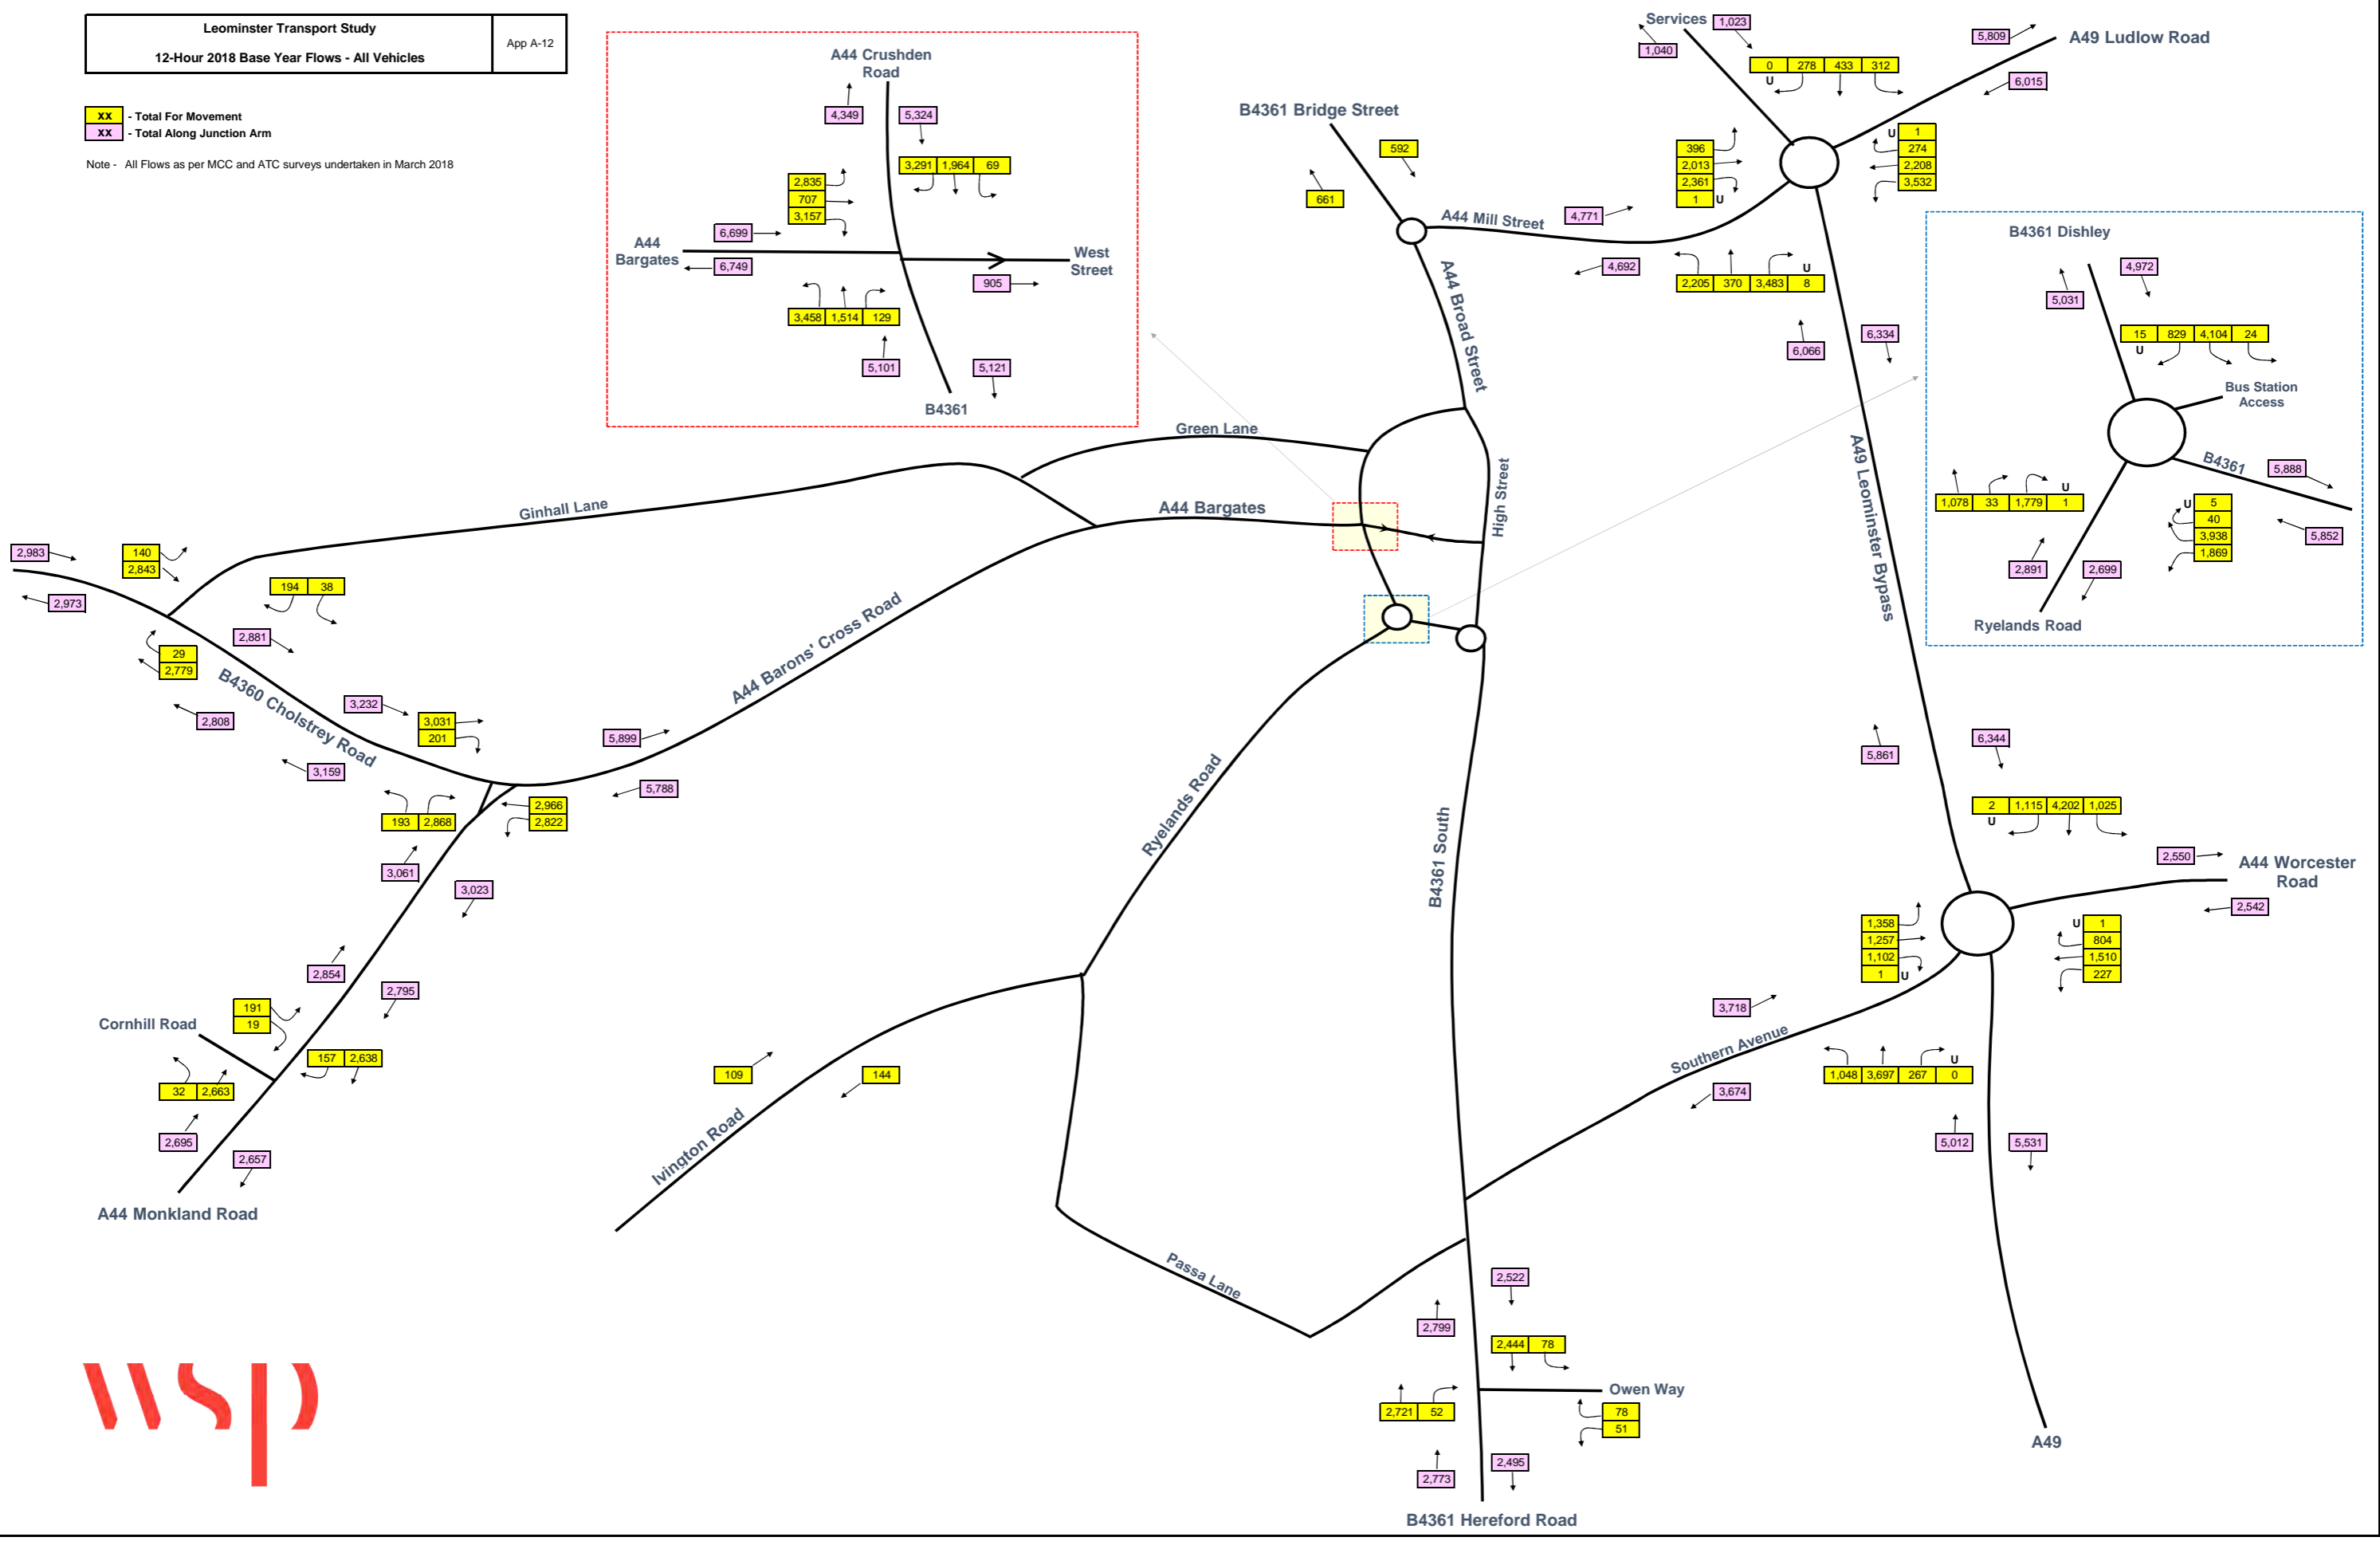 Leominster Transport Study
12-Hour 2018 Base Year Flows - All Vehicles
App A-12
xx - Total For Movement
xx - Total Along Junction Arm
Note - All Flows as per MCC and ATC surveys undertaken in March 2018
A44 Crushden
Road
4,349
5,324
3,291 1,964 69
2,835
707
3,157
6,699
A44
Bargates
6,749
West
Street
905
3,458 1,514 129
5,101
5,121
B4361
Services
1,023
1,040
0 278 433 312
U
5,809
A49 Ludlow Road
6,015
B4361 Bridge Street
592
661
396
2,013
2,361
1 U
U 1
274
2,208
3,532
A44 Mill Street
4,771
4,692
U
2,205 370 3,483 8
6,066
6,334
A44 Broad Street
B4361 Dishley
4,972
5,031
15 829 4,104 24
U
Bus Station
Access
B4361
5,888
U
1,078 33 1,779 1
U 5
40
3,938
1,869
5,852
2,891
2,699
Ryelands Road
Green Lane
Ginhall Lane
A44 Bargates
High Street
A49 Leominster Bypass
2,983
140
2,843
2,973
194 38
2,881
29
2,779
2,808
B4360 Cholstrey Road
3,232
3,031
201
3,159
A44 Barons' Cross Road
5,899
5,788
193 2,868
2,966
2,822
3,061
3,023
2,854
2,795
Cornhill Road
191
19
157 2,638
32 2,663
2,695
2,657
A44 Monkland Road
Ryelands Road
B4361 South
109
144
Ivington Road
Passa Lane
5,861
6,344
2 1,115 4,202 1,025
U
2,550
A44 Worcester
Road
2,542
1,358
1,257
1,102
1 U
U 1
804
1,510
227
3,718
Southern Avenue
3,674
U
1,048 3,697 267 0
5,012
5,531
A49
2,522
2,799
2,444 78
Owen Way
2,721 52
78
51
2,773
2,495
B4361 Hereford Road
wsp